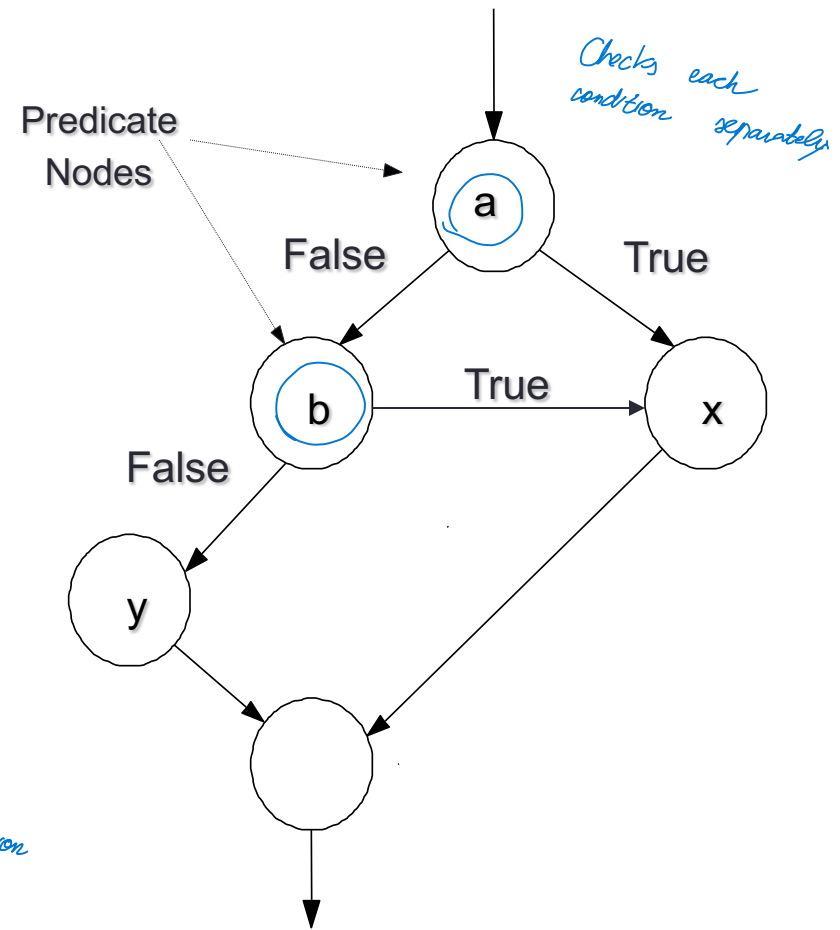 Checks each
condition separately
Predicate
Nodes
a
False
True
b
True
x
False
y